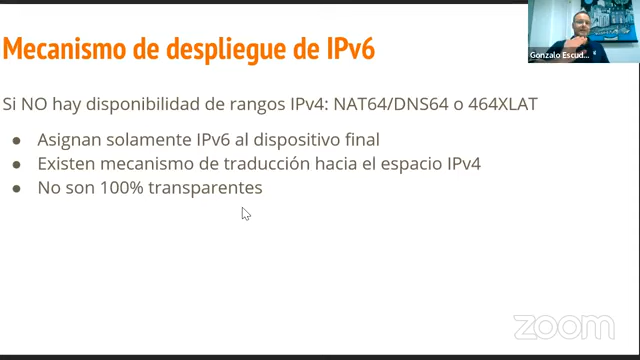 Mecanismo de despliegue de IPv6
Gonzalo Escud...
Si NO hay disponibilidad de rangos IPv4: NAT64/DNS64 o 464XLAT
● Asignan solamente IPv6 al dispositivo final
● Existen mecanismo de traducción hacia el espacio IPv4
● No son 100% transparentes
zoom